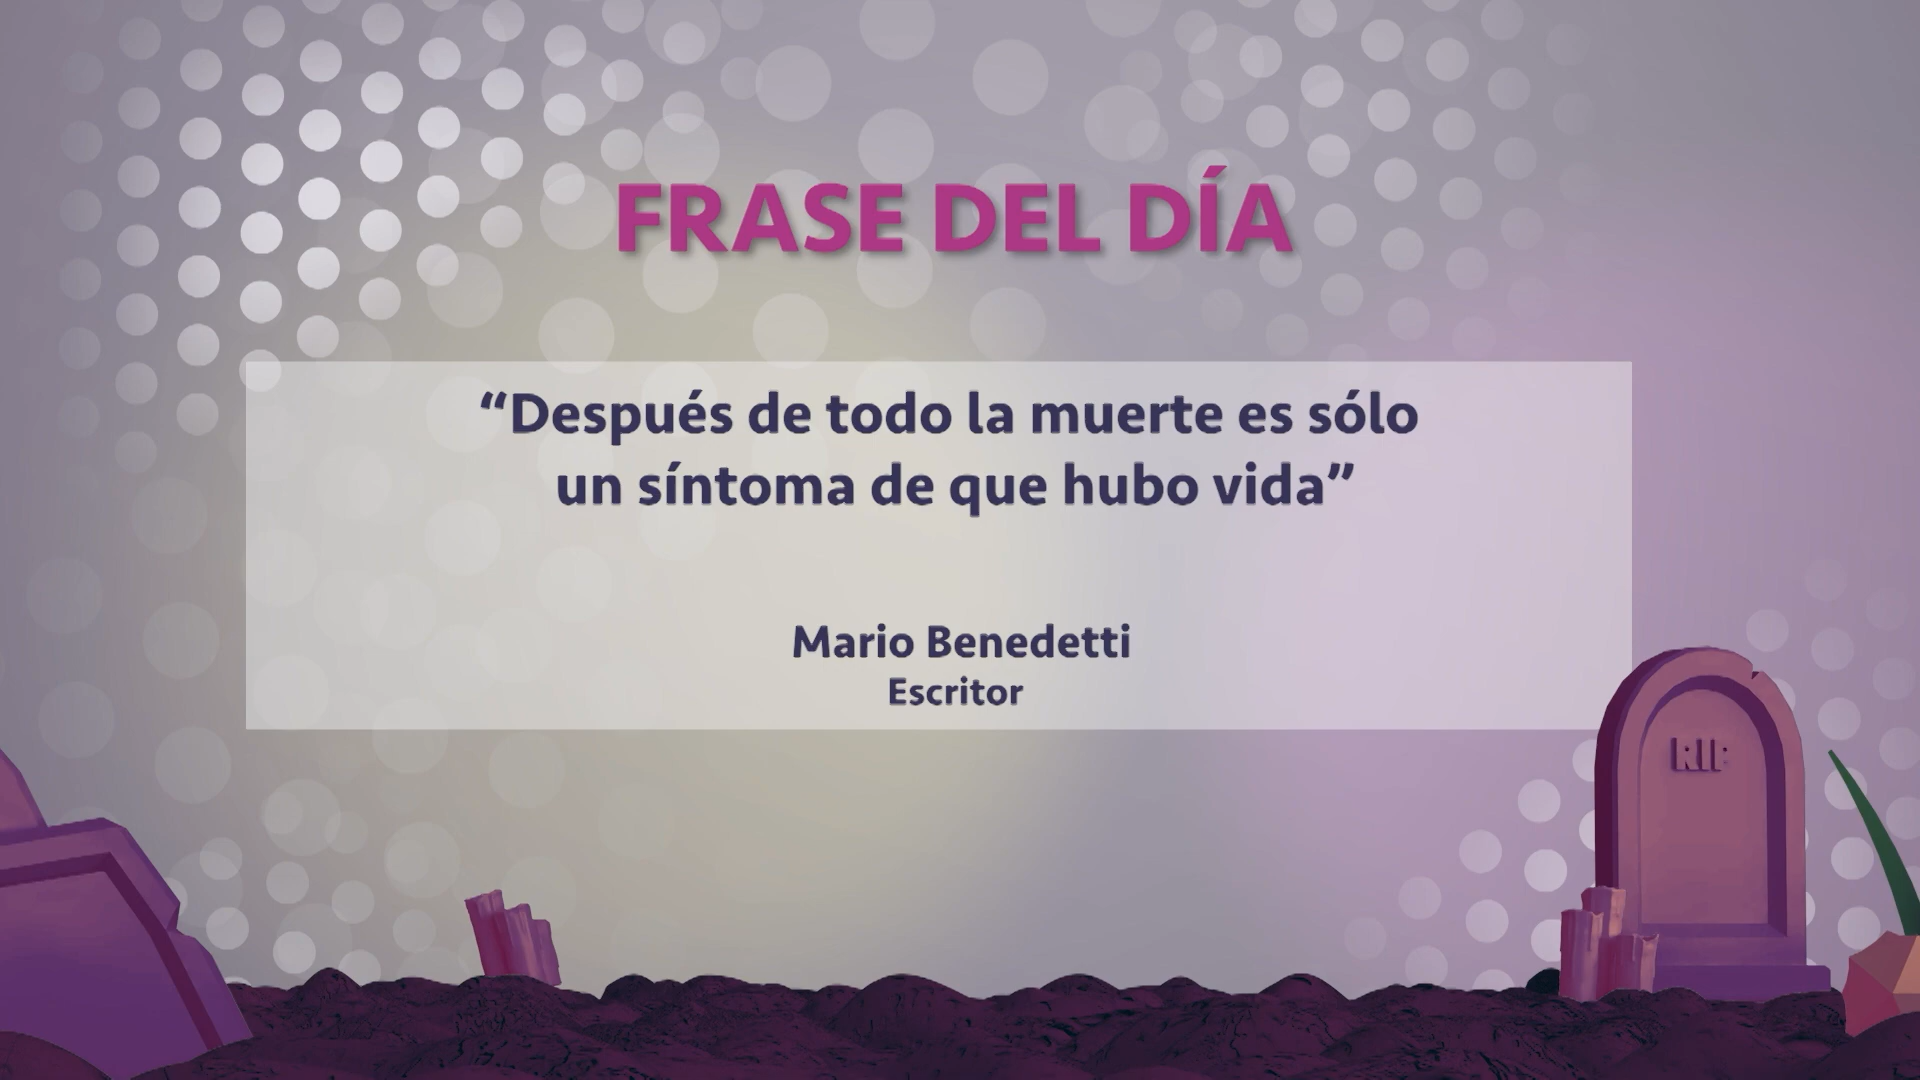 FRASE DEL DÍA
“Después de todo la muerte es sólo
un síntoma de que hubo vida”
Mario Benedetti
Escritor
RIP